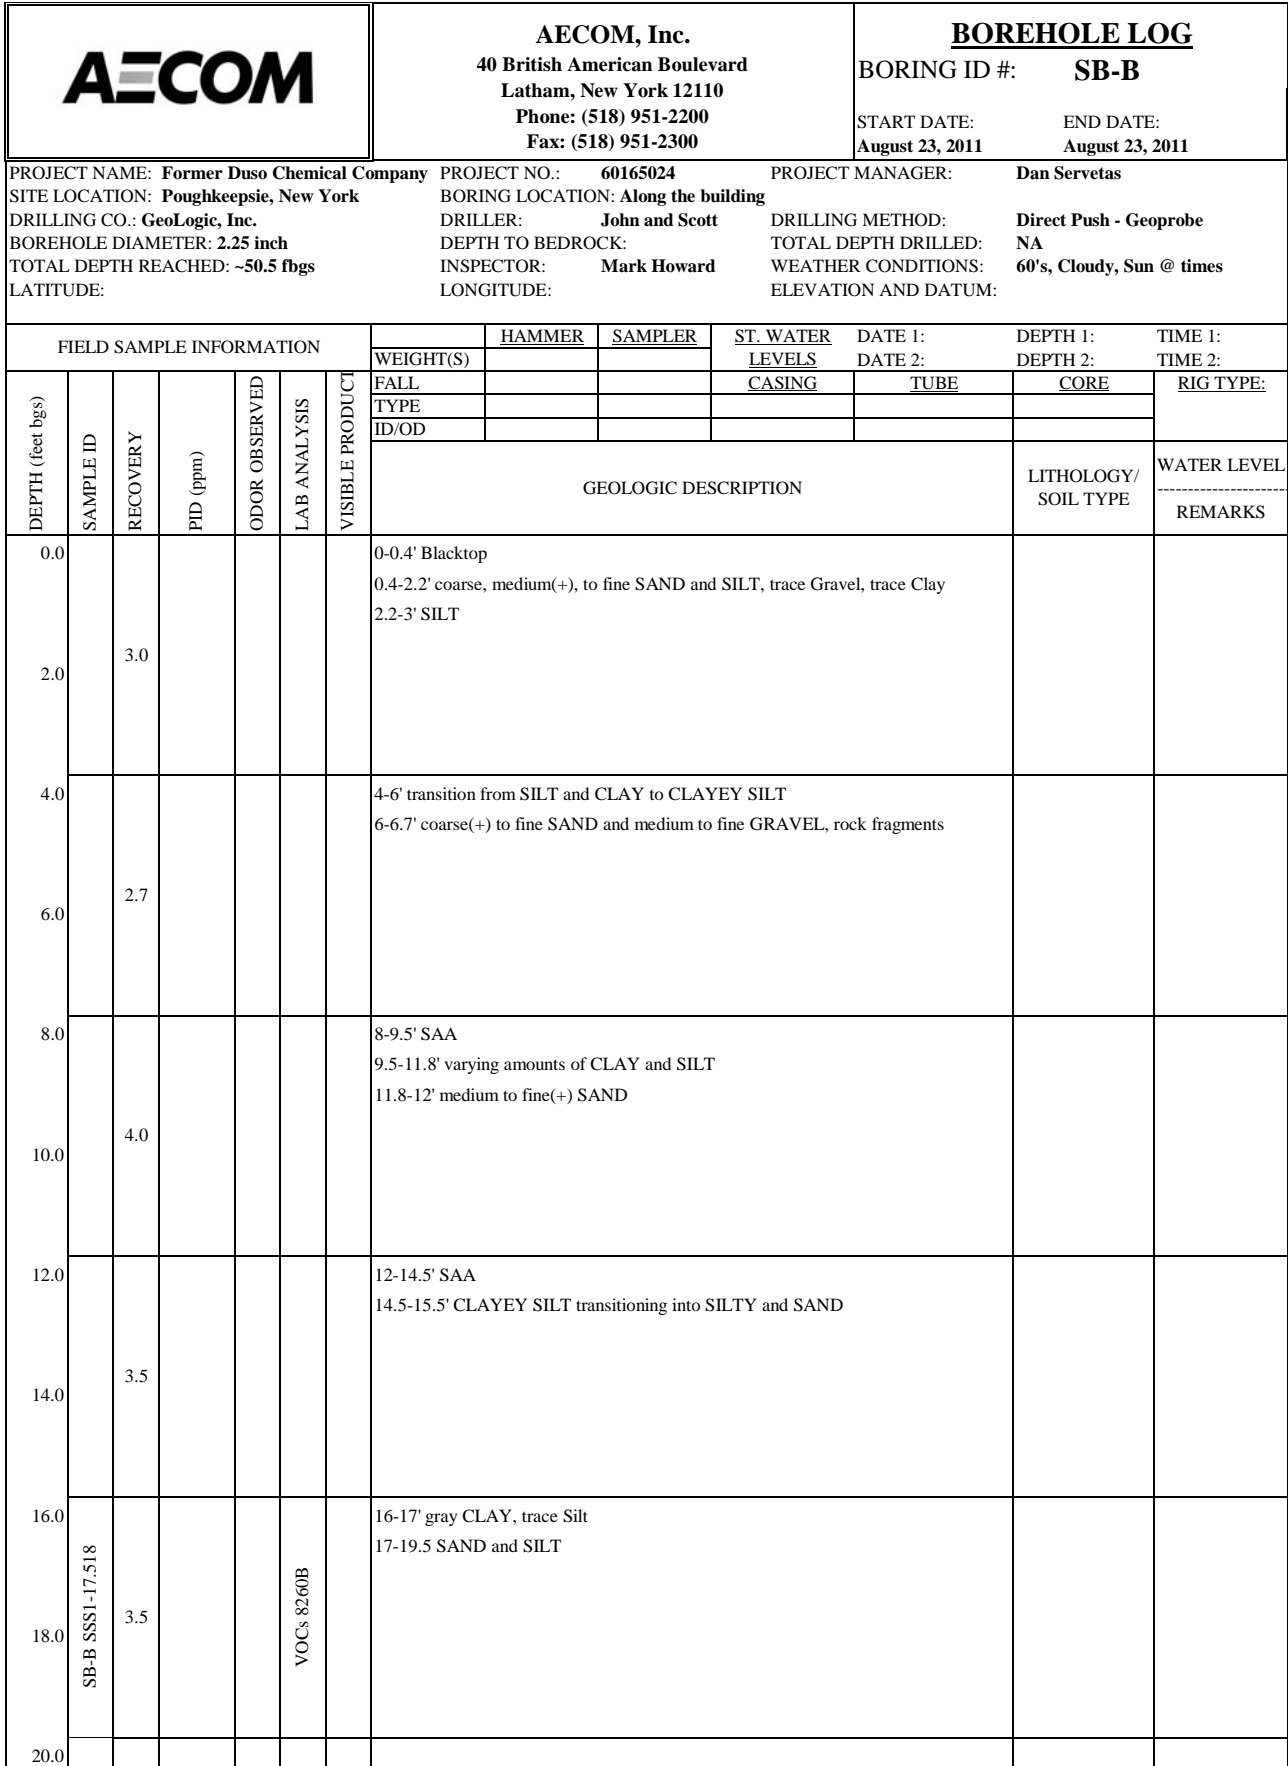 AECOM
AECOM, Inc.
40 British American Boulevard
Latham, New York 12110
Phone: (518) 951-2200
Fax: (518) 951-2300
BOREHOLE LOG
BORING ID #: SB-B
START DATE: END DATE:
August 23, 2011 August 23, 2011
PROJECT NAME: Former Duso Chemical Company PROJECT NO.: 60165024 PROJECT MANAGER: Dan Servetas
SITE LOCATION: Poughkeepsie, New York BORING LOCATION: Along the building
DRILLING CO.: GeoLogic, Inc. DRILLER: John and Scott DRILLING METHOD: Direct Push - Geoprobe
BOREHOLE DIAMETER: 2.25 inch DEPTH TO BEDROCK: TOTAL DEPTH DRILLED: NA
TOTAL DEPTH REACHED: ~50.5 fbgs INSPECTOR: Mark Howard WEATHER CONDITIONS: 60's, Cloudy, Sun @ times
LATITUDE: LONGITUDE: ELEVATION AND DATUM:
FIELD SAMPLE INFORMATION
HAMMER SAMPLER ST. WATER DATE 1: DEPTH 1: TIME 1:
WEIGHT(S) LEVELS DATE 2: DEPTH 2: TIME 2:
FALL CASING TUBE CORE RIG TYPE:
TYPE
ID/OD
DEPTH (feet bgs)
SAMPLE ID
RECOVERY
PID (ppm)
ODOR OBSERVED
LAB ANALYSIS
VISIBLE PRODUCT
GEOLOGIC DESCRIPTION
LITHOLOGY/
SOIL TYPE
WATER LEVEL
----------------------
REMARKS
0.0 0-0.4' Blacktop
0.4-2.2' coarse, medium(+), to fine SAND and SILT, trace Gravel, trace Clay
2.2-3' SILT
3.0
2.0
4.0 4-6' transition from SILT and CLAY to CLAYEY SILT
6-6.7' coarse(+) to fine SAND and medium to fine GRAVEL, rock fragments
2.7
6.0
8.0 8-9.5' SAA
9.5-11.8' varying amounts of CLAY and SILT
11.8-12' medium to fine(+) SAND
4.0
10.0
12.0 12-14.5' SAA
14.5-15.5' CLAYEY SILT transitioning into SILTY and SAND
3.5
14.0
16.0 16-17' gray CLAY, trace Silt
17-19.5 SAND and SILT
SB-B SSS1-17.518
3.5
VOCs 8260B
18.0
20.0